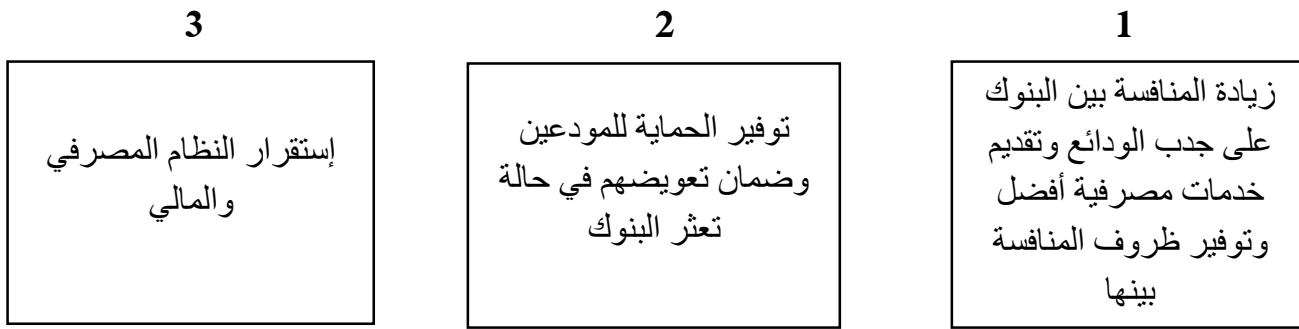 1
زيادة المنافسة بين البنوك
على جدب الودائع وتقديم
خدمات مصرفية أفضل
وتوفير ظروف المنافسة
بينها
2
توفير الحماية للمودعين
وضمان تعويضهم في حالة
تعثر البنوك
3
إستقرار النظام المصرفي
والمالي